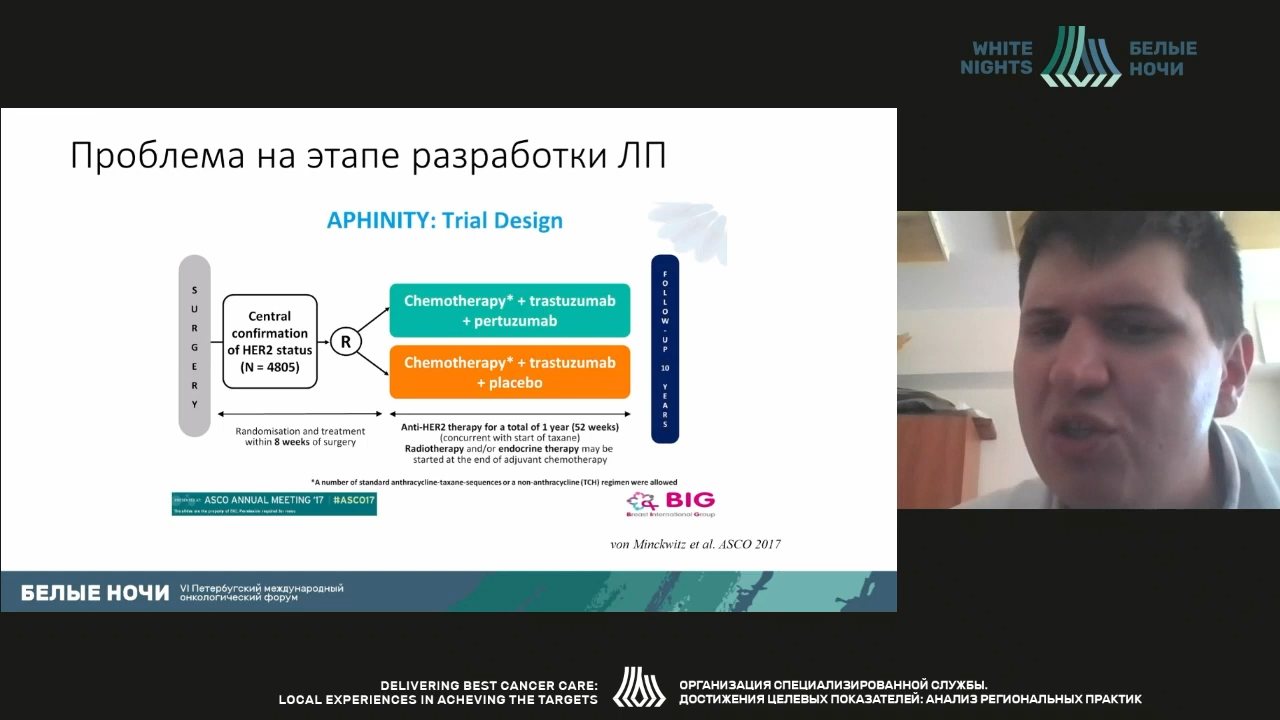 WHITE
NIGHTS
БЕЛЫЕ
НОЧИ
Проблема на этапе разработки ЛП
APHINITY: Trial Design
SURGERY
Central
confirmation
of HER2 status
(N = 4805)
R
Chemotherapy* + trastuzumab
+ pertuzumab
Chemotherapy* + trastuzumab
+ placebo
FOLLOW-UP 10 YEARS
Randomisation and treatment
within 8 weeks of surgery
Anti-HER2 therapy for a total of 1 year (52 weeks)
(concurrent with start of taxane)
Radiotherapy and/or endocrine therapy may be
started at the end of adjuvant chemotherapy
*A number of standard anthracycline-taxane-sequences or a non-anthracycline (TCH) regimen were allowed
ASCO ANNUAL MEETING '17 | #ASCO17
BIG
Breast International Group
von Minckwitz et al. ASCO 2017
БЕЛЫЕ НОЧИ
VI Петербугский международный
онкологический форум
DELIVERING BEST CANCER CARE:
LOCAL EXPERIENCES IN ACHEVING THE TARGETS
ОРГАНИЗАЦИЯ СПЕЦИАЛИЗИРОВАННОЙ СЛУЖБЫ.
ДОСТИЖЕНИЯ ЦЕЛЕВЫХ ПОКАЗАТЕЛЕЙ: АНАЛИЗ РЕГИОНАЛЬНЫХ ПРАКТИК